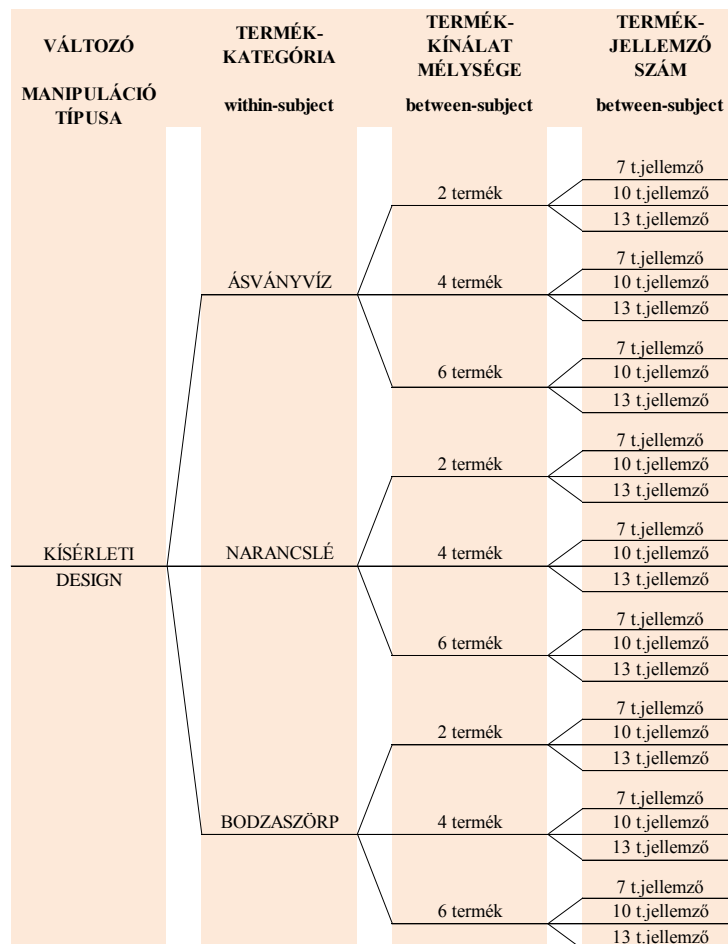 VÁLTOZÓ
MANIPULÁCIÓ
TÍPUSA
TERMÉK-
KATEGÓRIA
within-subject
TERMÉK-
KÍNÁLAT
MÉLYSÉGE
between-subject
TERMÉK-
JELLEMZŐ
SZÁM
between-subject
KÍSÉRLETI
DESIGN
ÁSVÁNYVÍZ
2 termék
7 t.jellemző
10 t.jellemző
13 t.jellemző
4 termék
7 t.jellemző
10 t.jellemző
13 t.jellemző
6 termék
7 t.jellemző
10 t.jellemző
13 t.jellemző
NARANCSLÉ
2 termék
7 t.jellemző
10 t.jellemző
13 t.jellemző
4 termék
7 t.jellemző
10 t.jellemző
13 t.jellemző
6 termék
7 t.jellemző
10 t.jellemző
13 t.jellemző
BODZASZÖRP
2 termék
7 t.jellemző
10 t.jellemző
13 t.jellemző
4 termék
7 t.jellemző
10 t.jellemző
13 t.jellemző
6 termék
7 t.jellemző
10 t.jellemző
13 t.jellemző